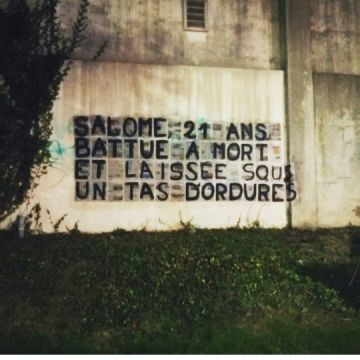 SALOME, 21 ANS,
BATTUE A MORT
ET LAISSEE SOUS
UN TAS D'ORDURES